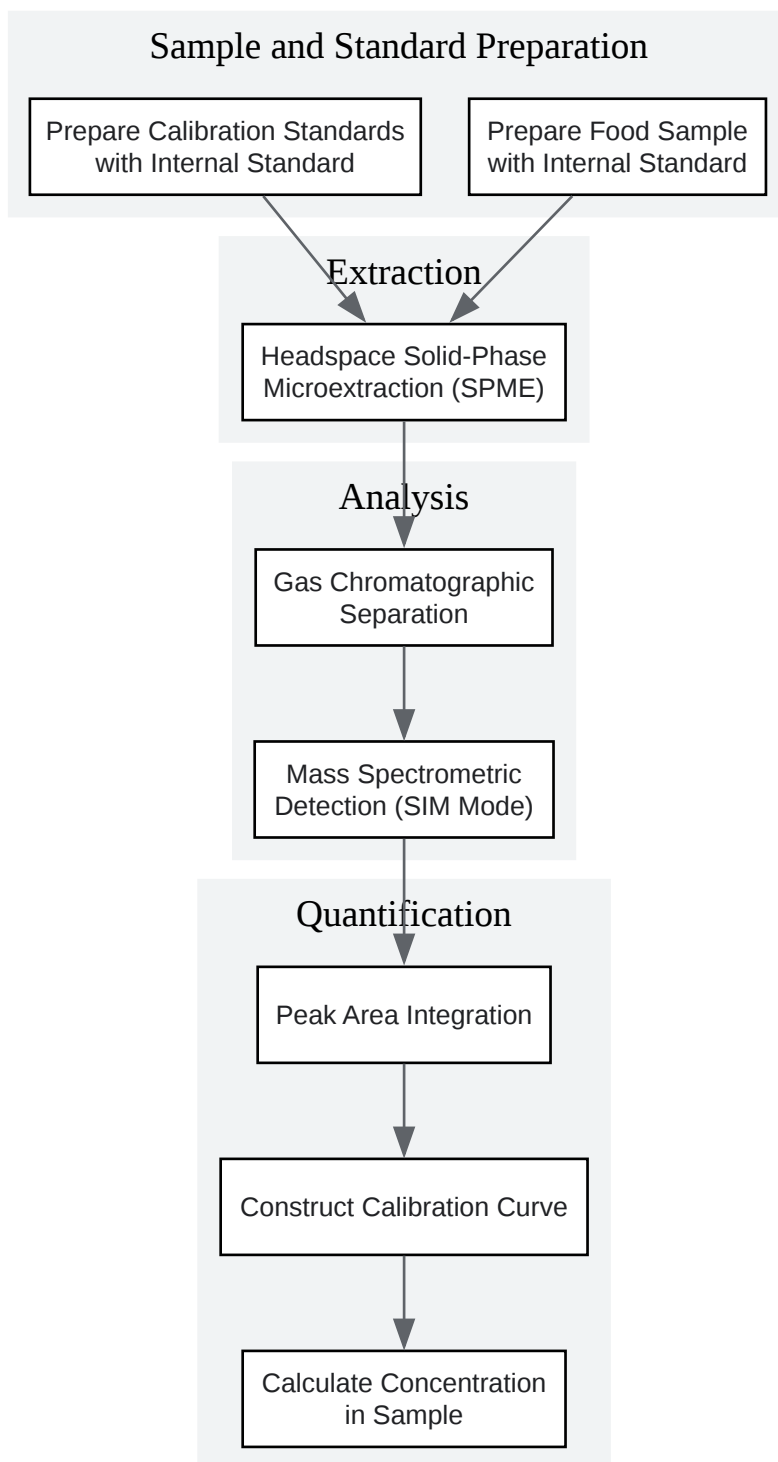 Sample and Standard Preparation
Prepare Calibration Standards
with Internal Standard
Prepare Food Sample
with Internal Standard
Extraction
Headspace Solid-Phase
Microextraction (SPME)
Analysis
Gas Chromatographic
Separation
Mass Spectrometric
Detection (SIM Mode)
Quantification
Peak Area Integration
Construct Calibration Curve
Calculate Concentration
in Sample